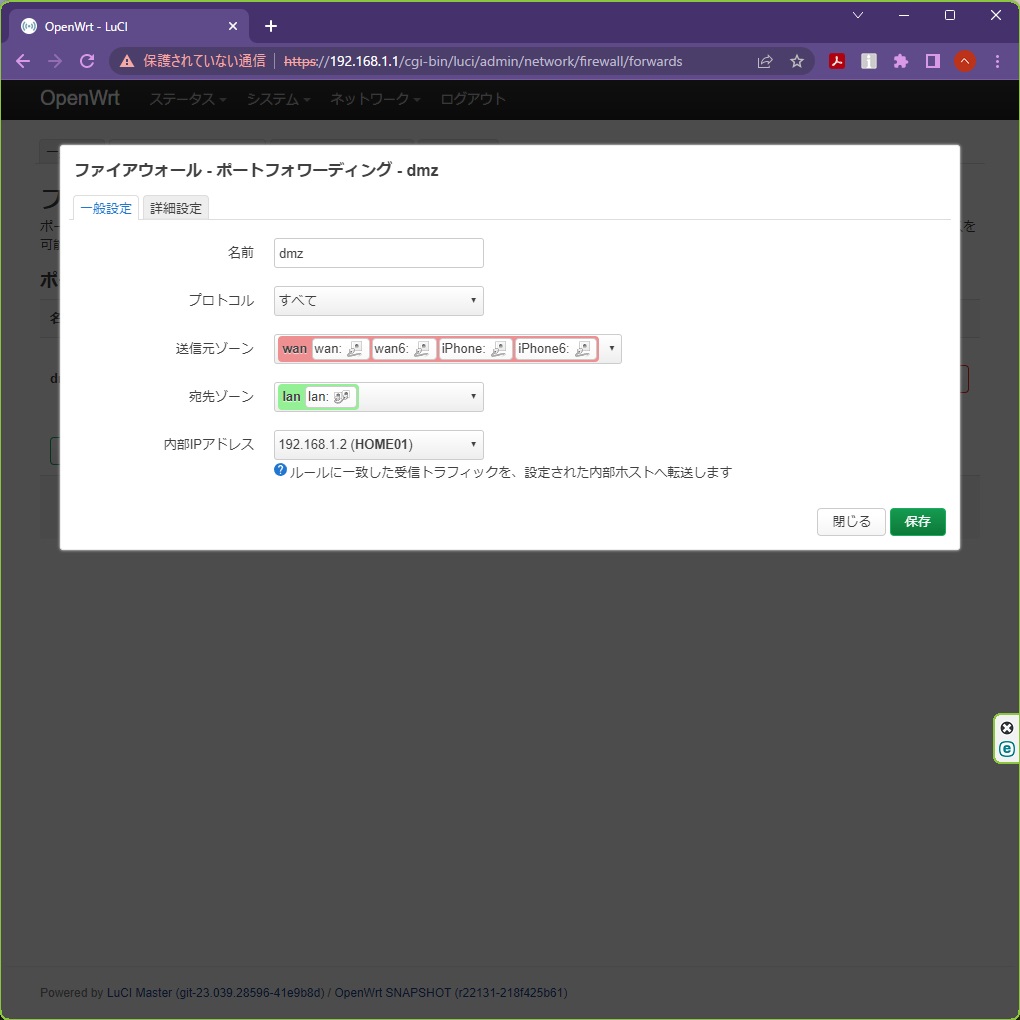 OpenWrt - LuCI
保護されていない通信 https://192.168.1.1/cgi-bin/luci/admin/network/firewall/forwards
OpenWrt ステータス システム ネットワーク ログアウト
ファイアウォール - ポートフォワーディング - dmz
一般設定 詳細設定
名前 dmz
プロトコル すべて
送信元ゾーン wan wan: wan6: iPhone: iPhone6:
宛先ゾーン lan lan:
内部IPアドレス 192.168.1.2 (HOME01)
ルールに一致した受信トラフィックを、設定された内部ホストへ転送します
閉じる 保存
Powered by LuCI Master (git-23.039.28596-41e9b8d) / OpenWrt SNAPSHOT (r22131-218f425b61)